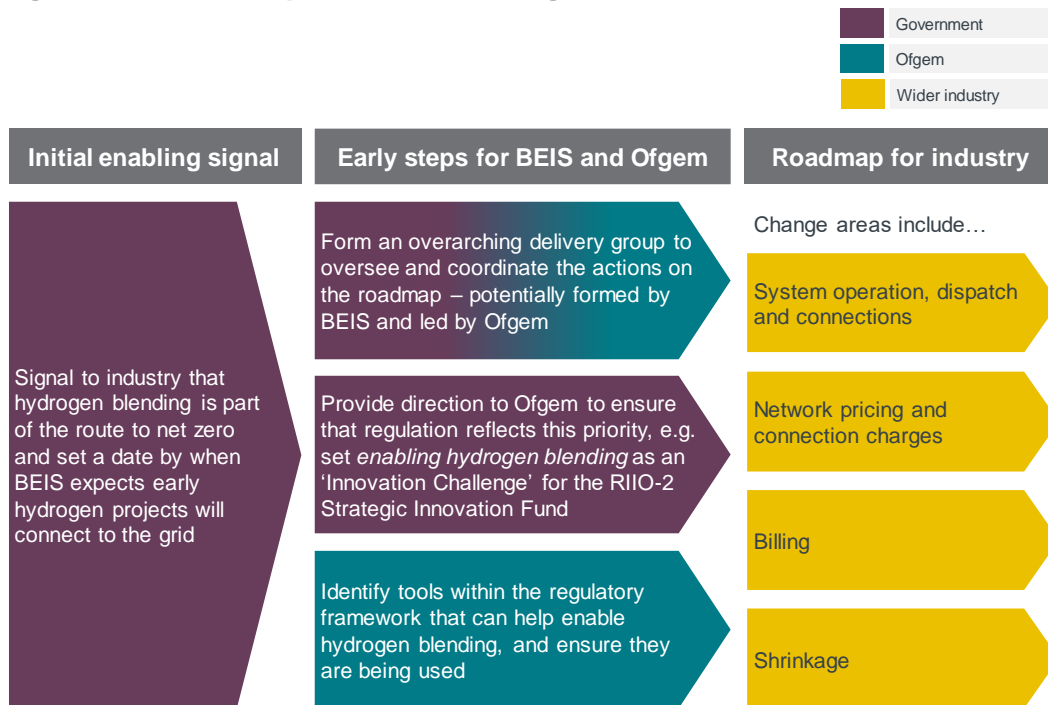 Government
Ofgem
Wider industry
Initial enabling signal
Early steps for BEIS and Ofgem
Roadmap for industry
Signal to industry that
hydrogen blending is part
of the route to net zero
and set a date by when
BEIS expects early
hydrogen projects will
connect to the grid
Form an overarching delivery group to
oversee and coordinate the actions on
the roadmap – potentially formed by
BEIS and led by Ofgem
Provide direction to Ofgem to ensure
that regulation reflects this priority, e.g.
set enabling hydrogen blending as an
‘Innovation Challenge’ for the RIIO-2
Strategic Innovation Fund
Identify tools within the regulatory
framework that can help enable
hydrogen blending, and ensure they
are being used
Change areas include…
System operation, dispatch
and connections
Network pricing and
connection charges
Billing
Shrinkage